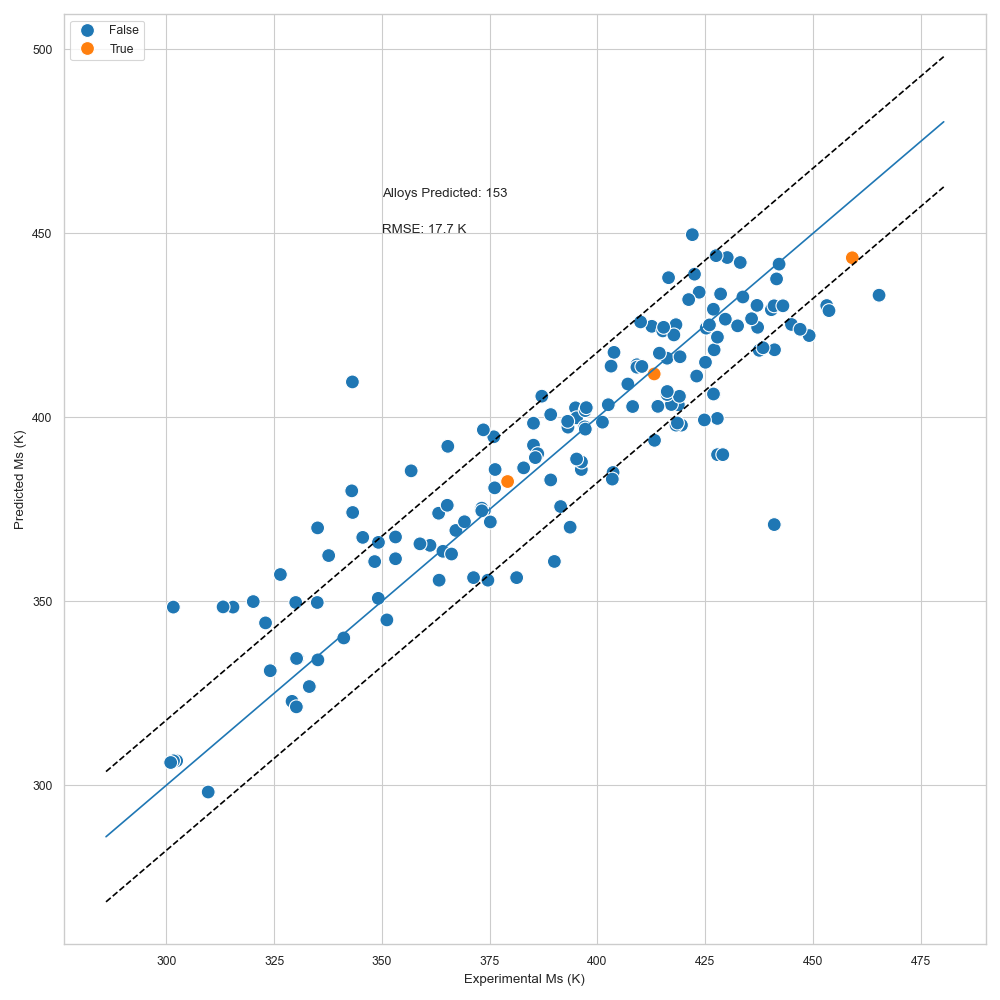 False
True
Alloys Predicted: 153
RMSE: 17.7 K
500
450
400
350
300
Predicted Ms (K)
300 325 350 375 400 425 450 475
Experimental Ms (K)